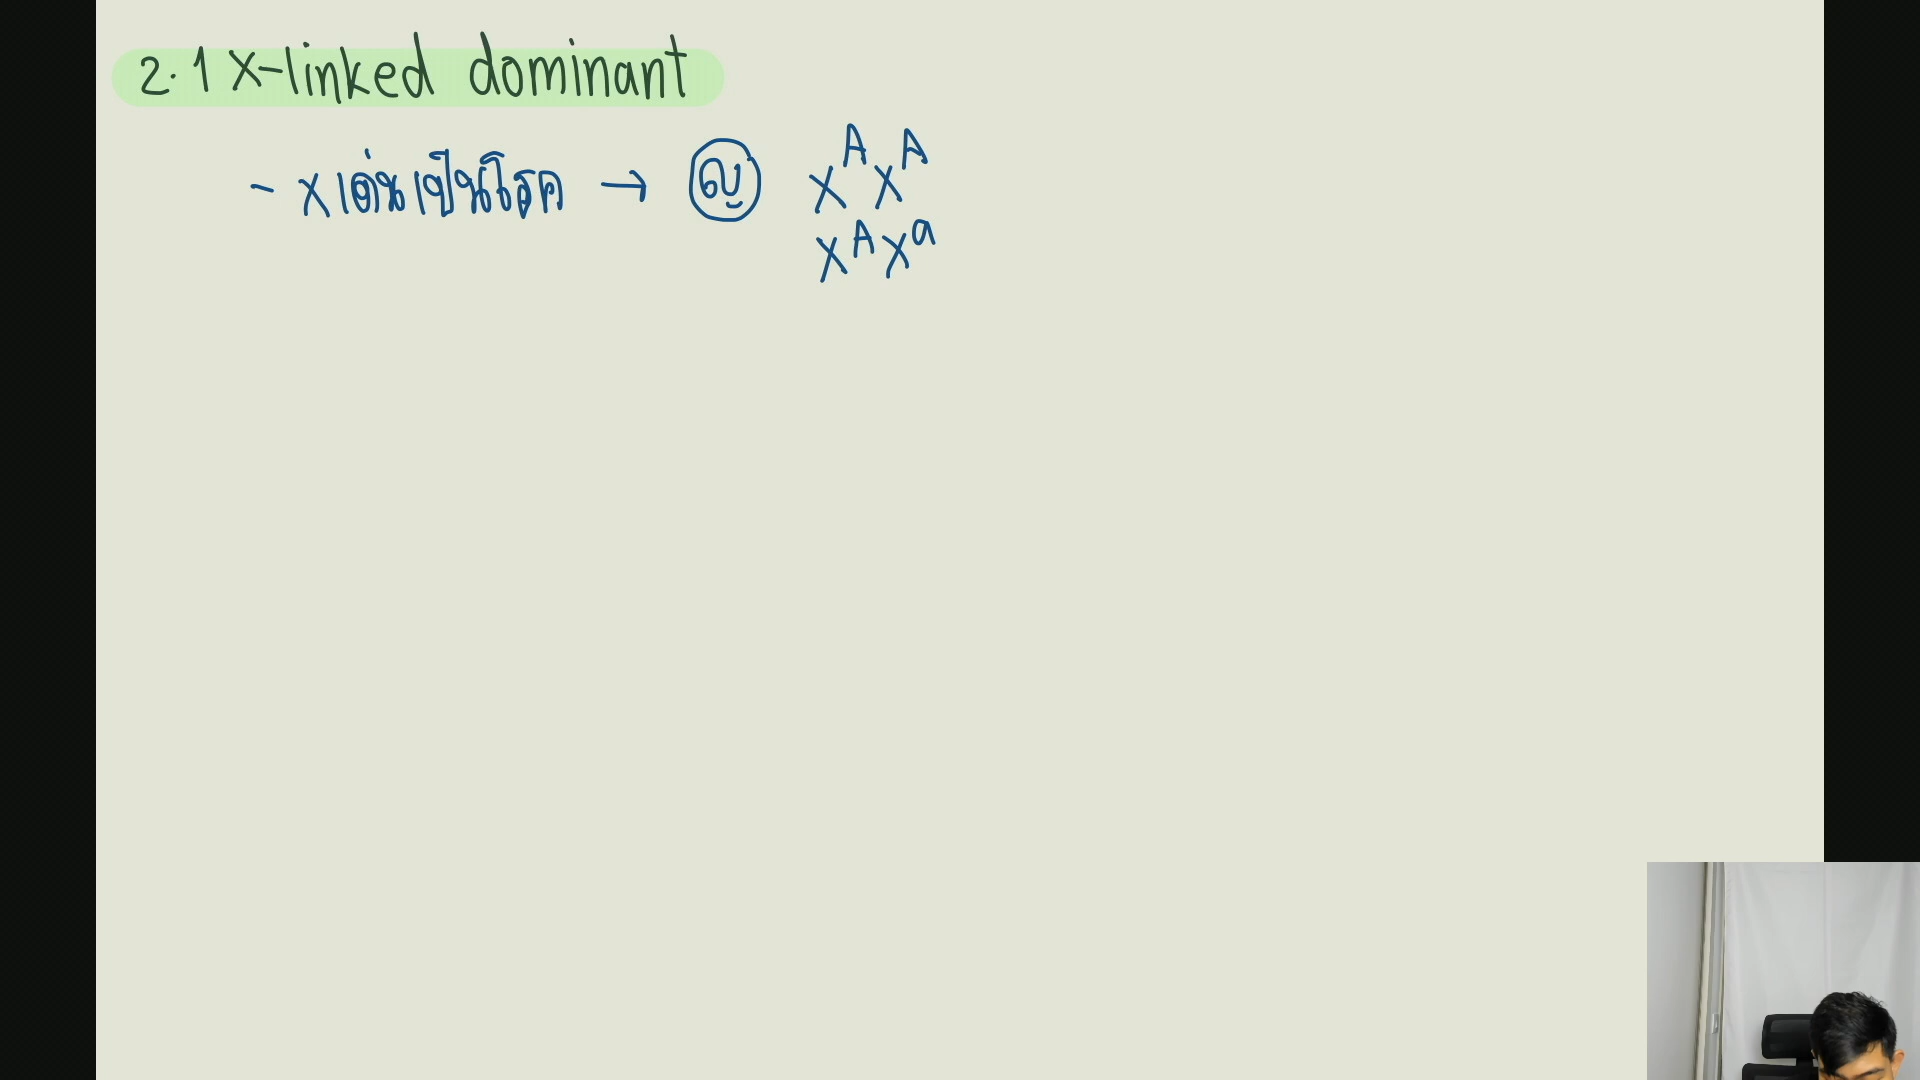 2.1 X-linked dominant
- X เด่นเป็นโรค → ญ X^A X^A
X^A X^a